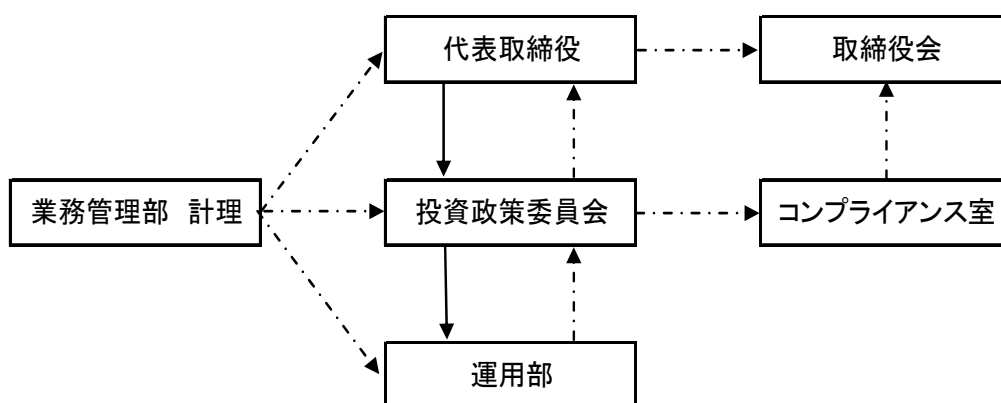 代表取締役
取締役会
業務管理部 計理
投資政策委員会
コンプライアンス室
運用部